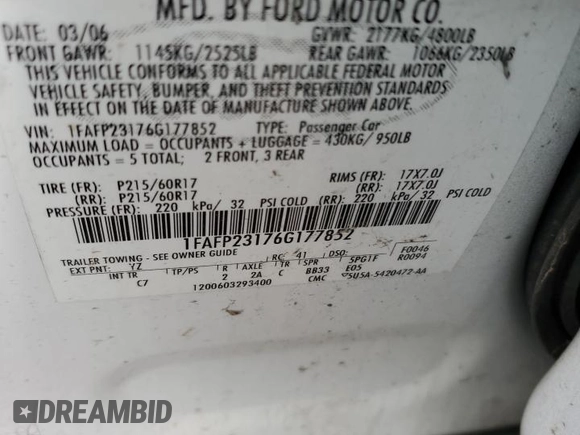 MFD. BY FORD MOTOR CO.
DATE: 03/06 GVWR: 2177KG/4800LB
FRONT GAWR: 1145KG/2525LB REAR GAWR: 1066KG/2350LB
THIS VEHICLE CONFORMS TO ALL APPLICABLE FEDERAL MOTOR
VEHICLE SAFETY, BUMPER, AND THEFT PREVENTION STANDARDS
IN EFFECT ON THE DATE OF MANUFACTURE SHOWN ABOVE.
VIN: 1FAFP23176G177852 TYPE: Passenger Car
MAXIMUM LOAD = OCCUPANTS + LUGGAGE = 430KG/ 950LB
OCCUPANTS = 5 TOTAL; 2 FRONT, 3 REAR
TIRE (FR): P215/60R17 RIMS (FR): 17X7.0J
(RR): P215/60R17 (RR): 17X7.0J
PRESSURE (FR): 220 kPa/ 32 PSI COLD (RR): 220 kPa/ 32 PSI COLD
1FAFP23176G177852
TRAILER TOWING - SEE OWNER GUIDE
EXT PNT: YZ RC: 41 DSO: F0046
INT TR TP/PS R AXLE TR SPR 5PG1F R0094
C7 2 2A C BB33 E05
1200603293400 CMC 5U5A-5420472-AA
DREAMBID